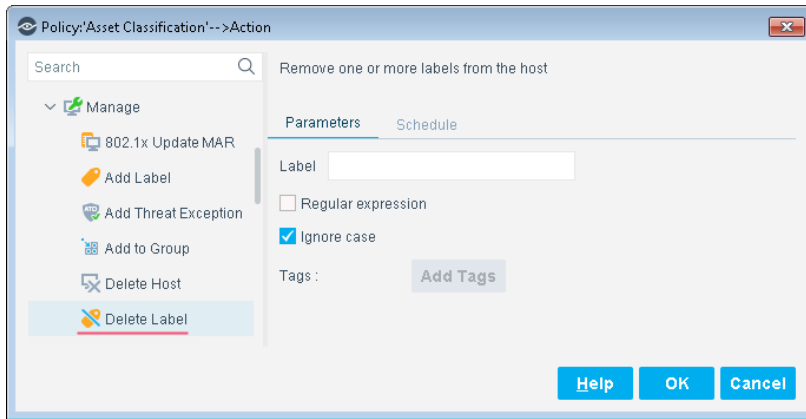 Policy:'Asset Classification'-->Action
Search
Manage
802.1x Update MAR
Add Label
Add Threat Exception
Add to Group
Delete Host
Delete Label
Remove one or more labels from the host
Parameters Schedule
Label
Regular expression
Ignore case
Tags : Add Tags
Help OK Cancel